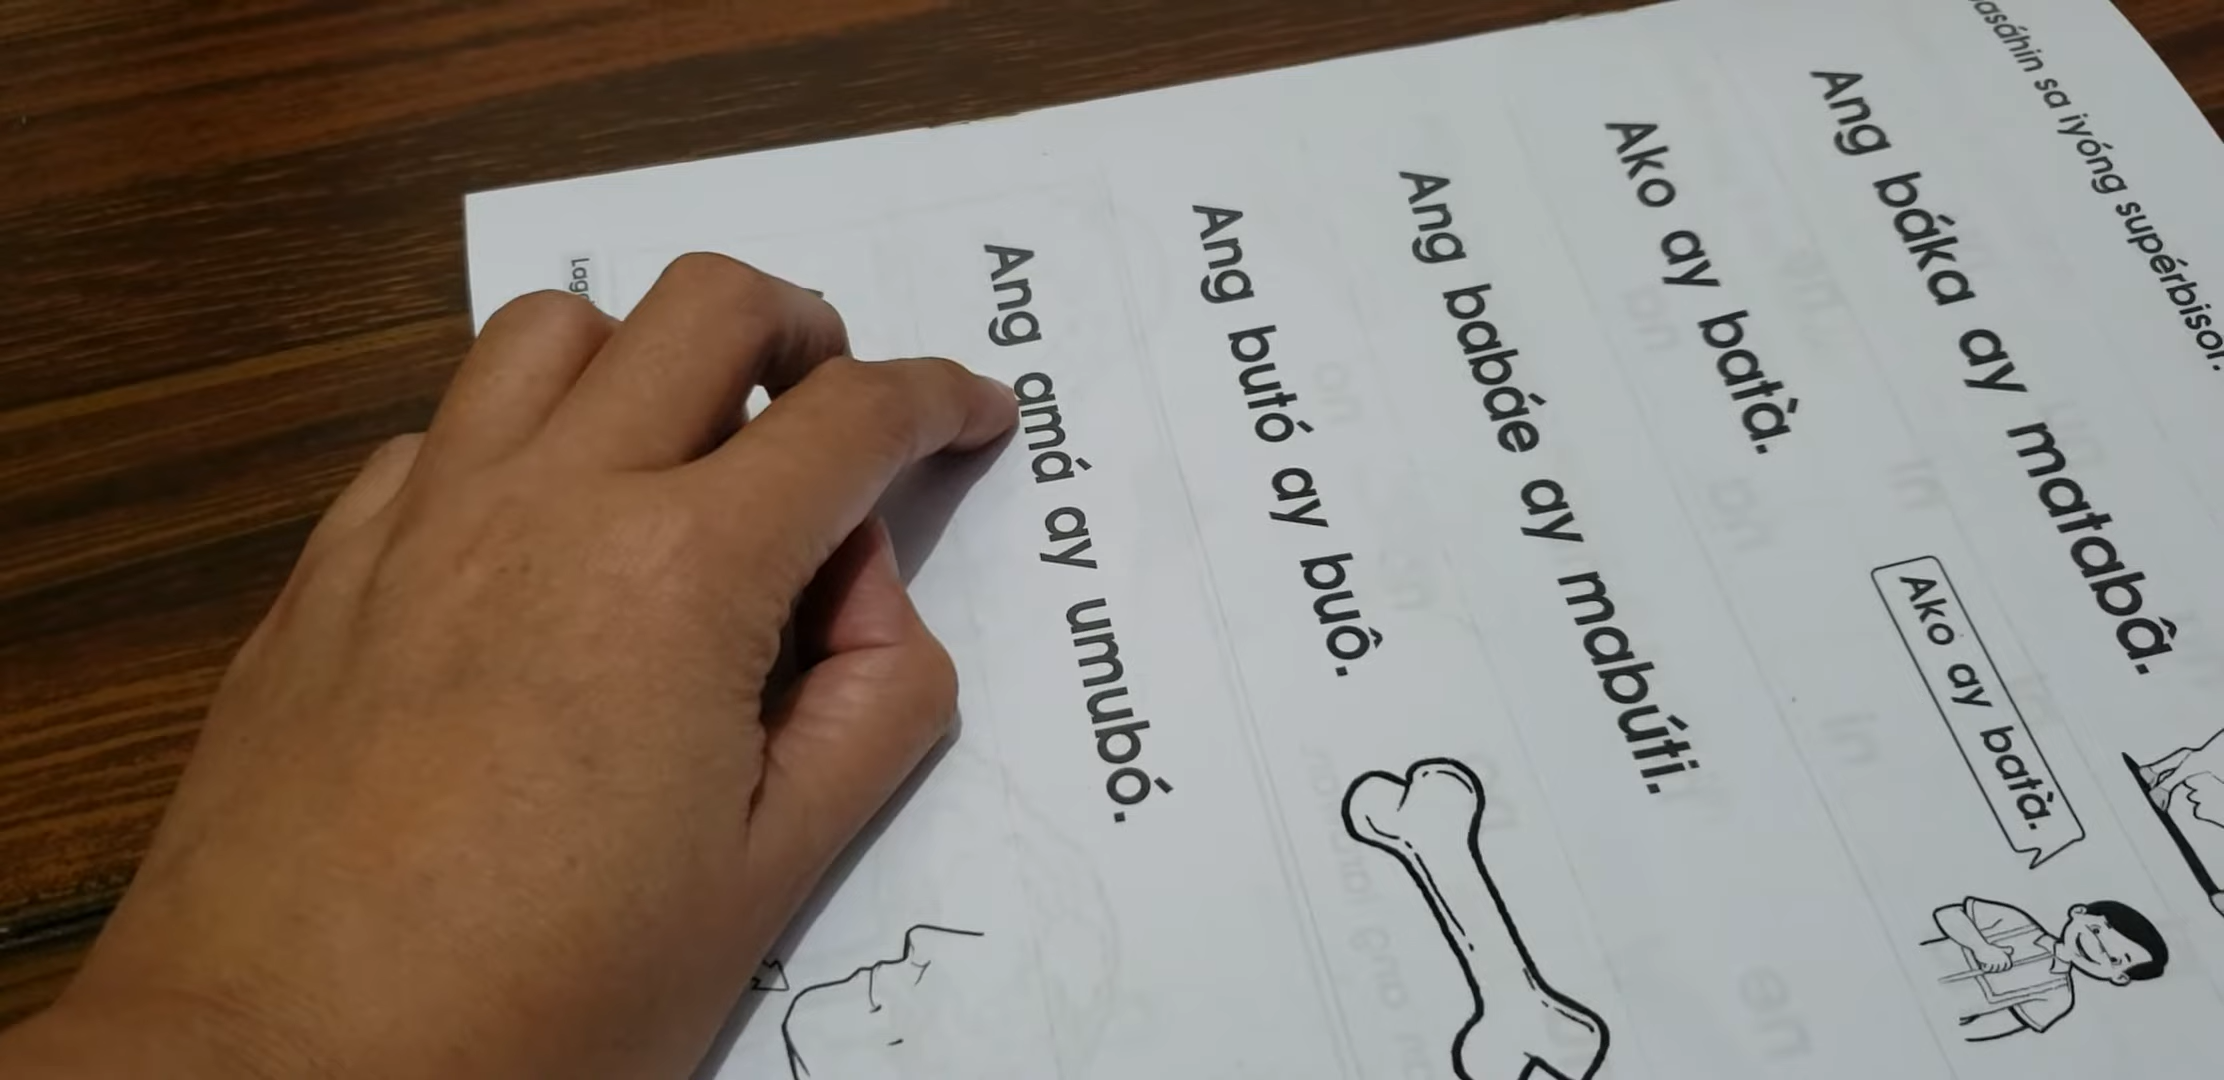 sa iyóng supérbisor.
Ang báka ay matabâ.
Ako ay batà.
Ako ay batà.
Ang babáe ay mabúti.
Ang butó ay buô.
Ang amá ay umubó.